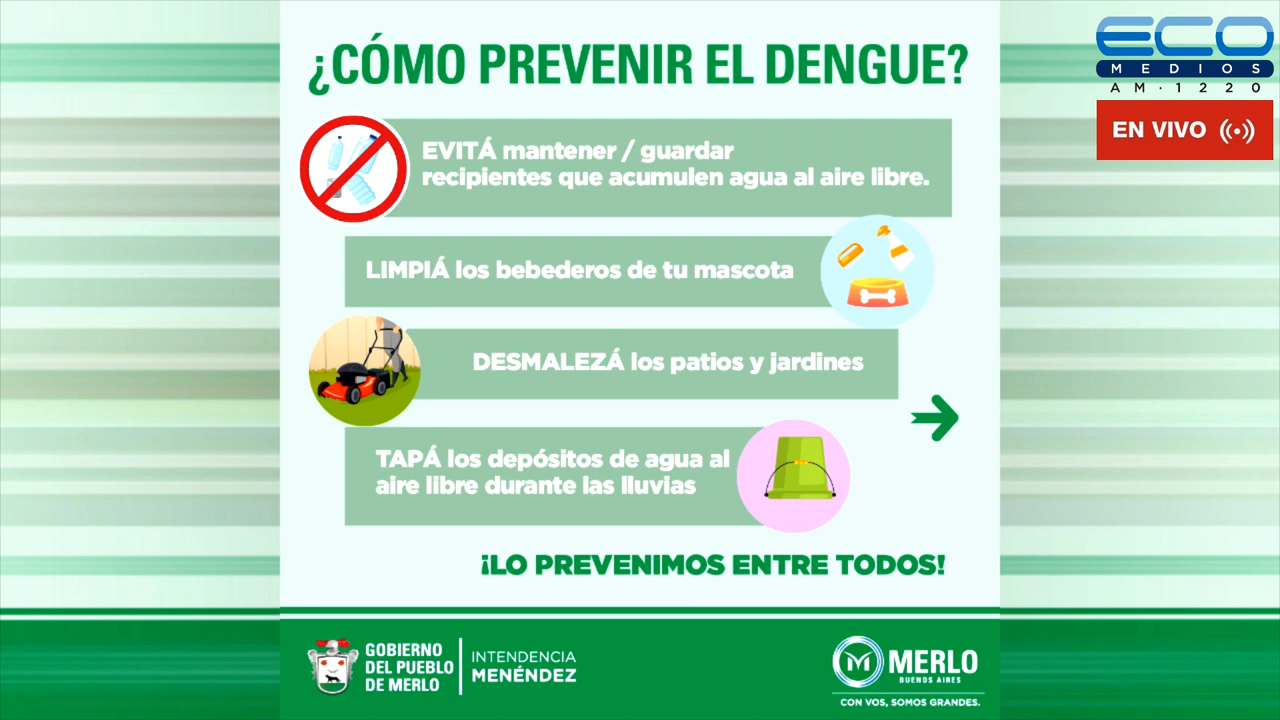 ¿CÓMO PREVENIR EL DENGUE?
ECO
MEDIOS
AM·1220
EN VIVO
EVITÁ mantener / guardar
recipientes que acumulen agua al aire libre.
LIMPIÁ los bebederos de tu mascota
DESMALEZÁ los patios y jardines
TAPÁ los depósitos de agua al
aire libre durante las lluvias
¡LO PREVENIMOS ENTRE TODOS!
GOBIERNO
DEL PUEBLO
DE MERLO
INTENDENCIA
MENÉNDEZ
MERLO
BUENOS AIRES
CON VOS, SOMOS GRANDES.